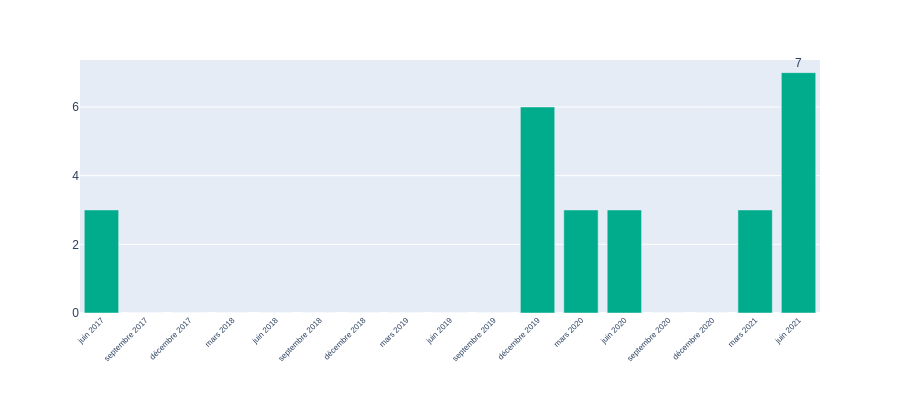 7
6
4
2
0
juin 2017
septembre 2017
décembre 2017
mars 2018
juin 2018
septembre 2018
décembre 2018
mars 2019
juin 2019
septembre 2019
décembre 2019
mars 2020
juin 2020
septembre 2020
décembre 2020
mars 2021
juin 2021